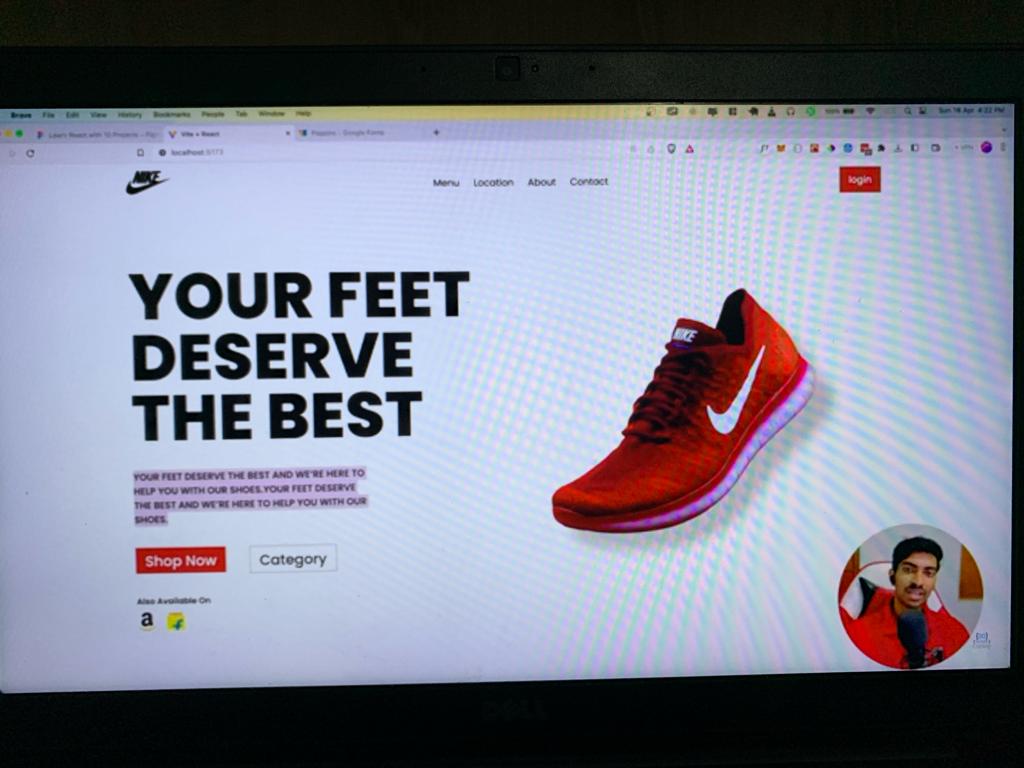 Brave File Edit View History Bookmarks People Tab Window Help
Sun 16 Apr 4:22 PM
Learn React with 10 Projects
Vite + React
Poppins - Google Fonts
localhost:5173
NIKE
Menu Location About Contact
login
YOUR FEET
DESERVE
THE BEST
NIKE
YOUR FEET DESERVE THE BEST AND WE'RE HERE TO
HELP YOU WITH OUR SHOES.YOUR FEET DESERVE
THE BEST AND WE'RE HERE TO HELP YOU WITH OUR
SHOES.
Shop Now
Category
Also Available On
a
DELL